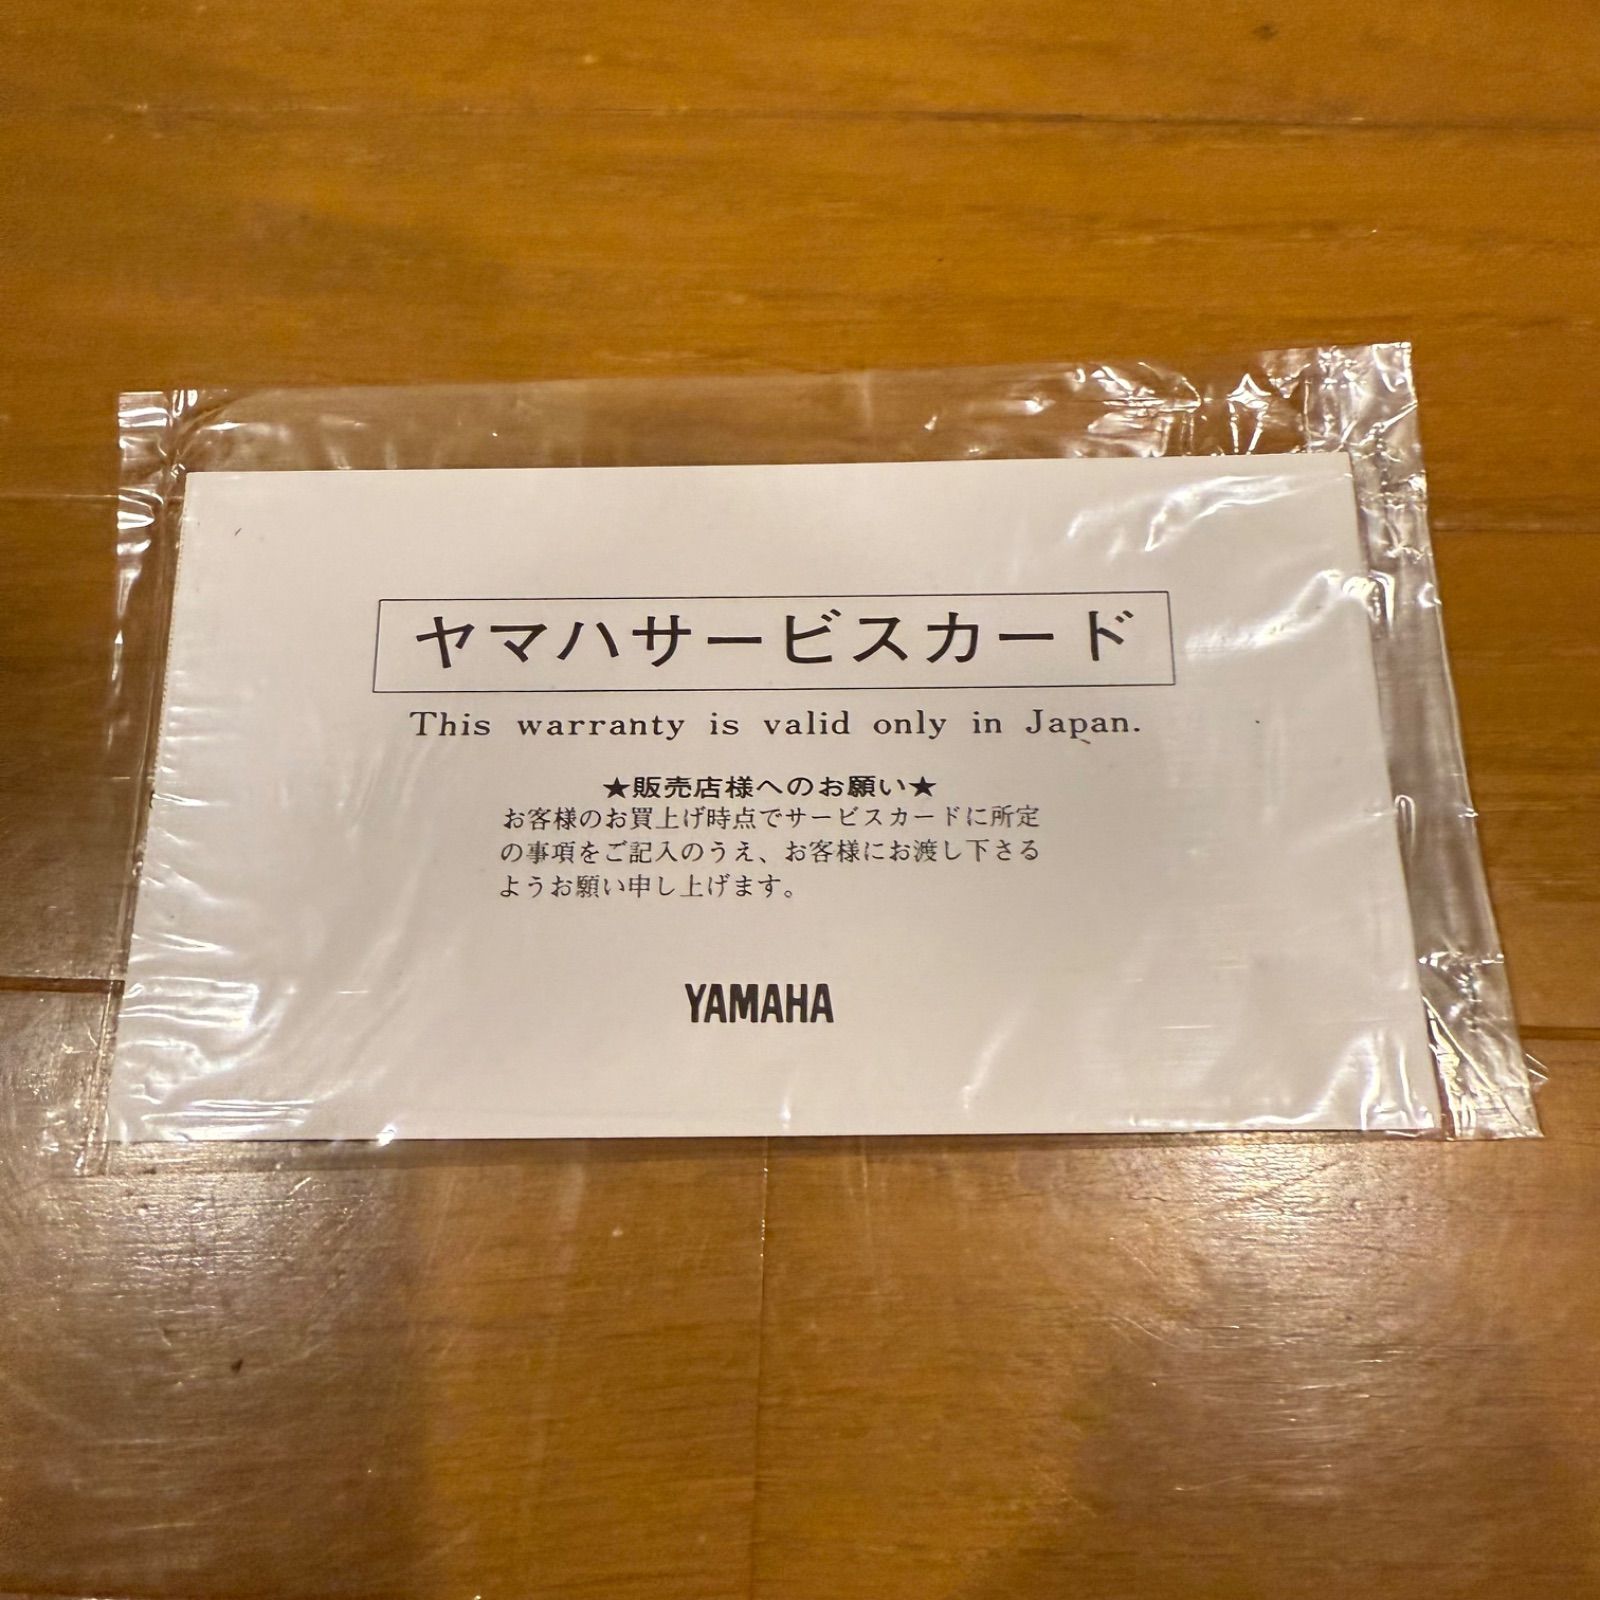 ヤマハサービスカード
This warranty is valid only in Japan.
★販売店様へのお願い★
お客様のお買上げ時点でサービスカードに所定
の事項をご記入のうえ、お客様にお渡し下さる
ようお願い申し上げます。
YAMAHA